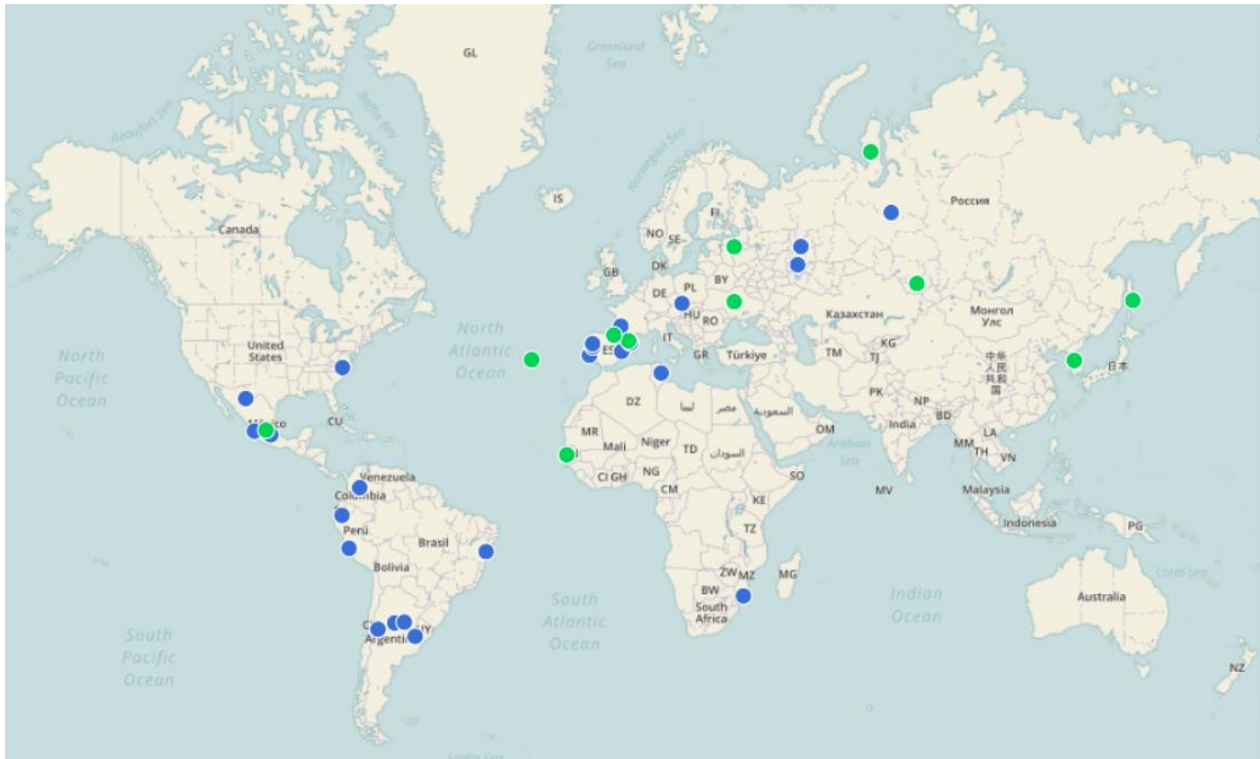 GL
Greenland
Sea
Beaufort Sea
Baffin Bay
Norwegian Sea
IS
Россия
FI
Canada
NO
SE
GB
DK
PL
BY
DE
HU
RO
Казахстан
Монгол
Улс
North
Atlantic
Ocean
United
States
North
Pacific
Ocean
ES
IT
GR
Türkiye
TM
KG
TJ
中华
人民
共和
国
日本
DZ
ليبيا
مصر
السعودية
PK
NP
BD
India
OM
Arabian
Sea
México
CU
MR
Mali
Niger
TD
السودان
LA
MM
TH
VN
CI
GH
NG
CM
SO
MV
Malaysia
Venezuela
Colombia
KE
TZ
Indonesia
PG
Perú
Brasil
Bolivia
ZW
MZ
MG
BW
South
Africa
Indian
Ocean
Australia
Coral Sea
South
Atlantic
Ocean
UY
Argentina
South
Pacific
Ocean
NZ
Scotia Sea